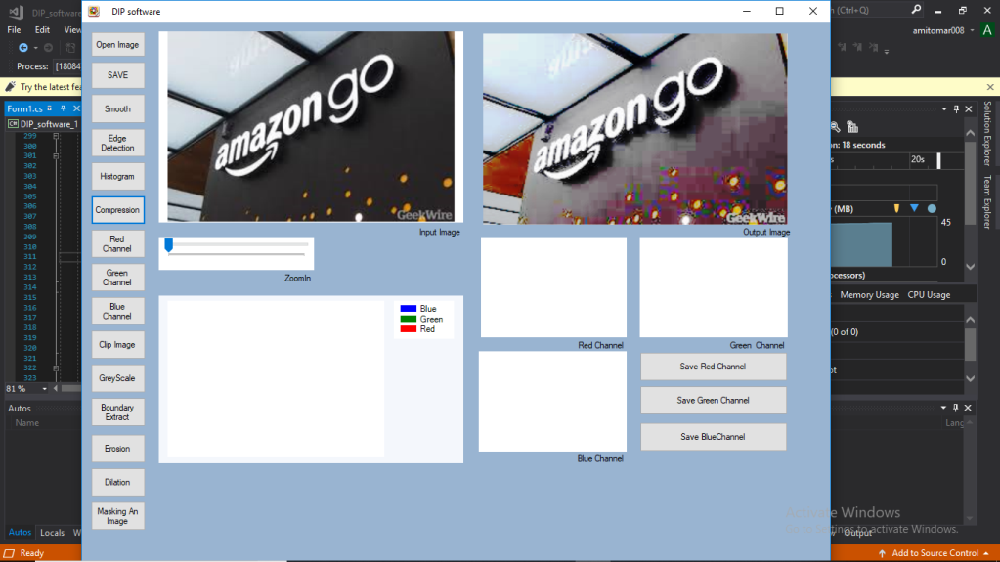 DIP_software
DIP software
(Ctrl+Q)
File Edit View
amitomar008
A
Process: [18084
Try the latest fea
Form1.cs
C#
DIP_software_1
299
300
301
302
303
304
305
306
307
308
309
310
311
312
313
314
315
316
317
318
319
320
321
322
323
81 %
Autos
Name
Autos Locals W
Ready
Open Image
SAVE
Smooth
Edge
Detection
Histogram
Compression
Red
Channel
Green
Channel
Blue
Channel
Clip Image
GreyScale
Boundary
Extract
Erosion
Dilation
Masking An
Image
amazon go
GeekWire
Input Image
amazon go
GeekWire
Output Image
ZoomIn
Blue
Green
Red
Red Channel
Green Channel
Blue Channel
Save Red Channel
Save Green Channel
Save BlueChannel
on: 18 seconds
s 20s
(MB)
45
0
ocessors)
Memory Usage CPU Usage
(0 of 0)
ot
Lang
Solution Explorer
Team Explorer
Activate Windows
to activate Windows.
Output
Add to Source Control